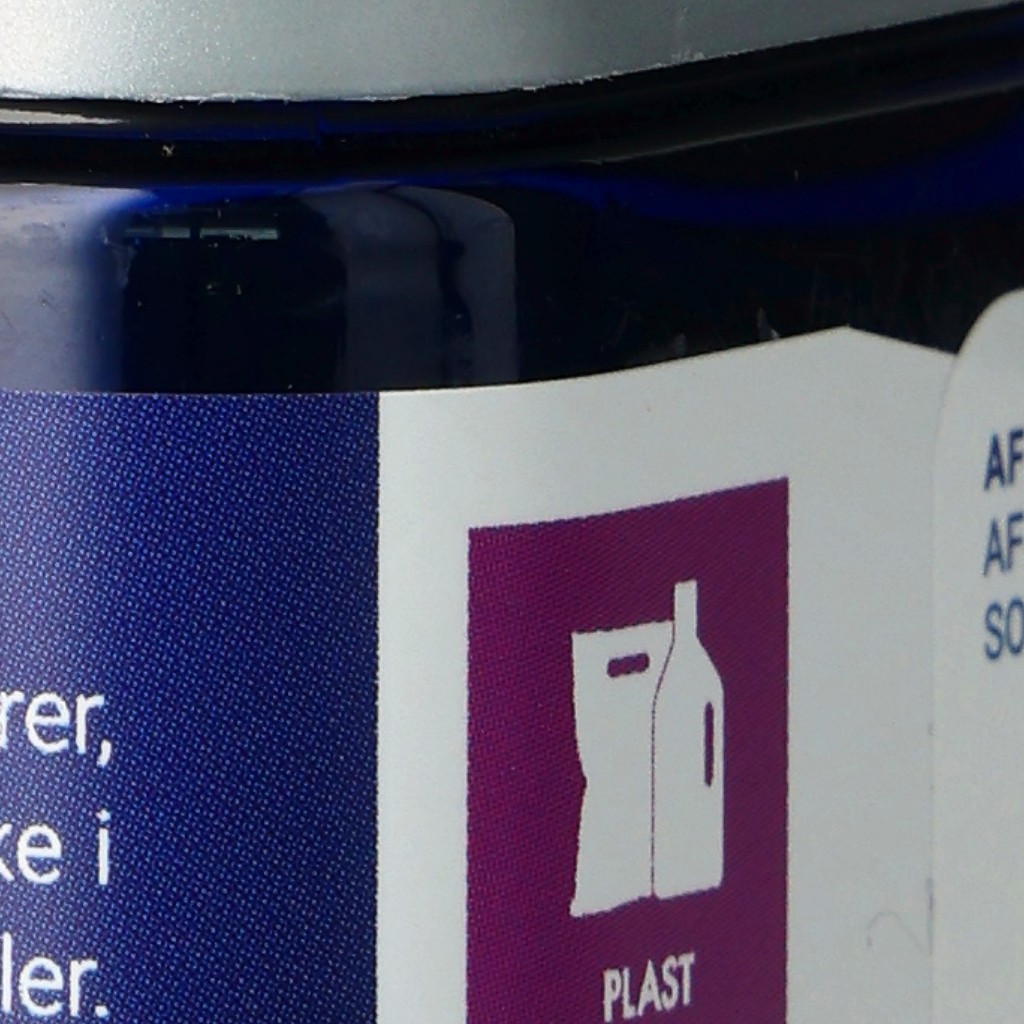 rer,
ke i
ler.
PLAST
AF
AF
SO